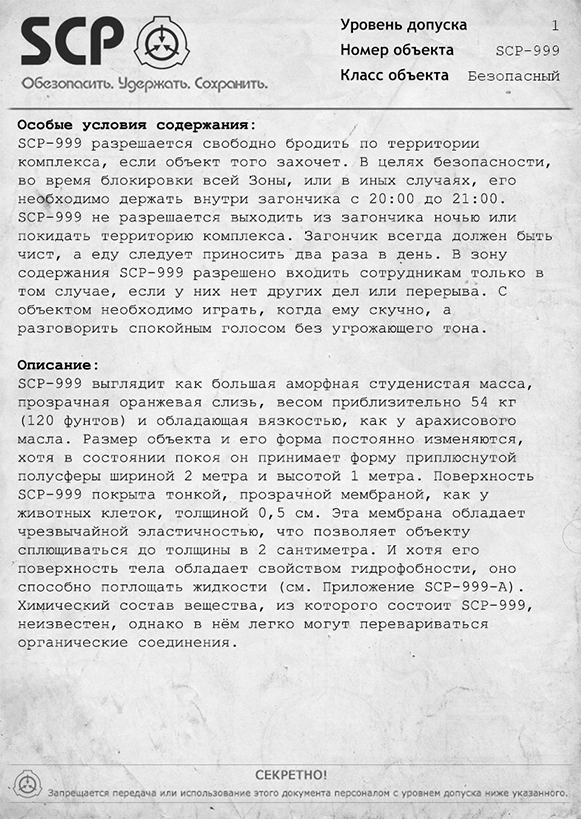 SCP
Обезопасить. Удержать. Сохранить.
Уровень допуска 1
Номер объекта SCP-999
Класс объекта Безопасный
Особые условия содержания:
SCP-999 разрешается свободно бродить по территории
комплекса, если объект того захочет. В целях безопасности,
во время блокировки всей Зоны, или в иных случаях, его
необходимо держать внутри загончика с 20:00 до 21:00.
SCP-999 не разрешается выходить из загончика ночью или
покидать территорию комплекса. Загончик всегда должен быть
чист, а еду следует приносить два раза в день. В зону
содержания SCP-999 разрешено входить сотрудникам только в
том случае, если у них нет других дел или перерыва. С
объектом необходимо играть, когда ему скучно, а
разговорить спокойным голосом без угрожающего тона.
Описание:
SCP-999 выглядит как большая аморфная студенистая масса,
прозрачная оранжевая слизь, весом приблизительно 54 кг
(120 фунтов) и обладающая вязкостью, как у арахисового
масла. Размер объекта и его форма постоянно изменяются,
хотя в состоянии покоя он принимает форму приплюснутой
полусферы шириной 2 метра и высотой 1 метра. Поверхность
SCP-999 покрыта тонкой, прозрачной мембраной, как у
животных клеток, толщиной 0,5 см. Эта мембрана обладает
чрезвычайной эластичностью, что позволяет объекту
сплющиваться до толщины в 2 сантиметра. И хотя его
поверхность тела обладает свойством гидрофобности, оно
способно поглощать жидкости (см. Приложение SCP-999-A).
Химический состав вещества, из которого состоит SCP-999,
неизвестен, однако в нём легко могут перевариваться
органические соединения.
СЕКРЕТНО!
Запрещается передача или использование этого документа персоналом с уровнем допуска ниже указанного.